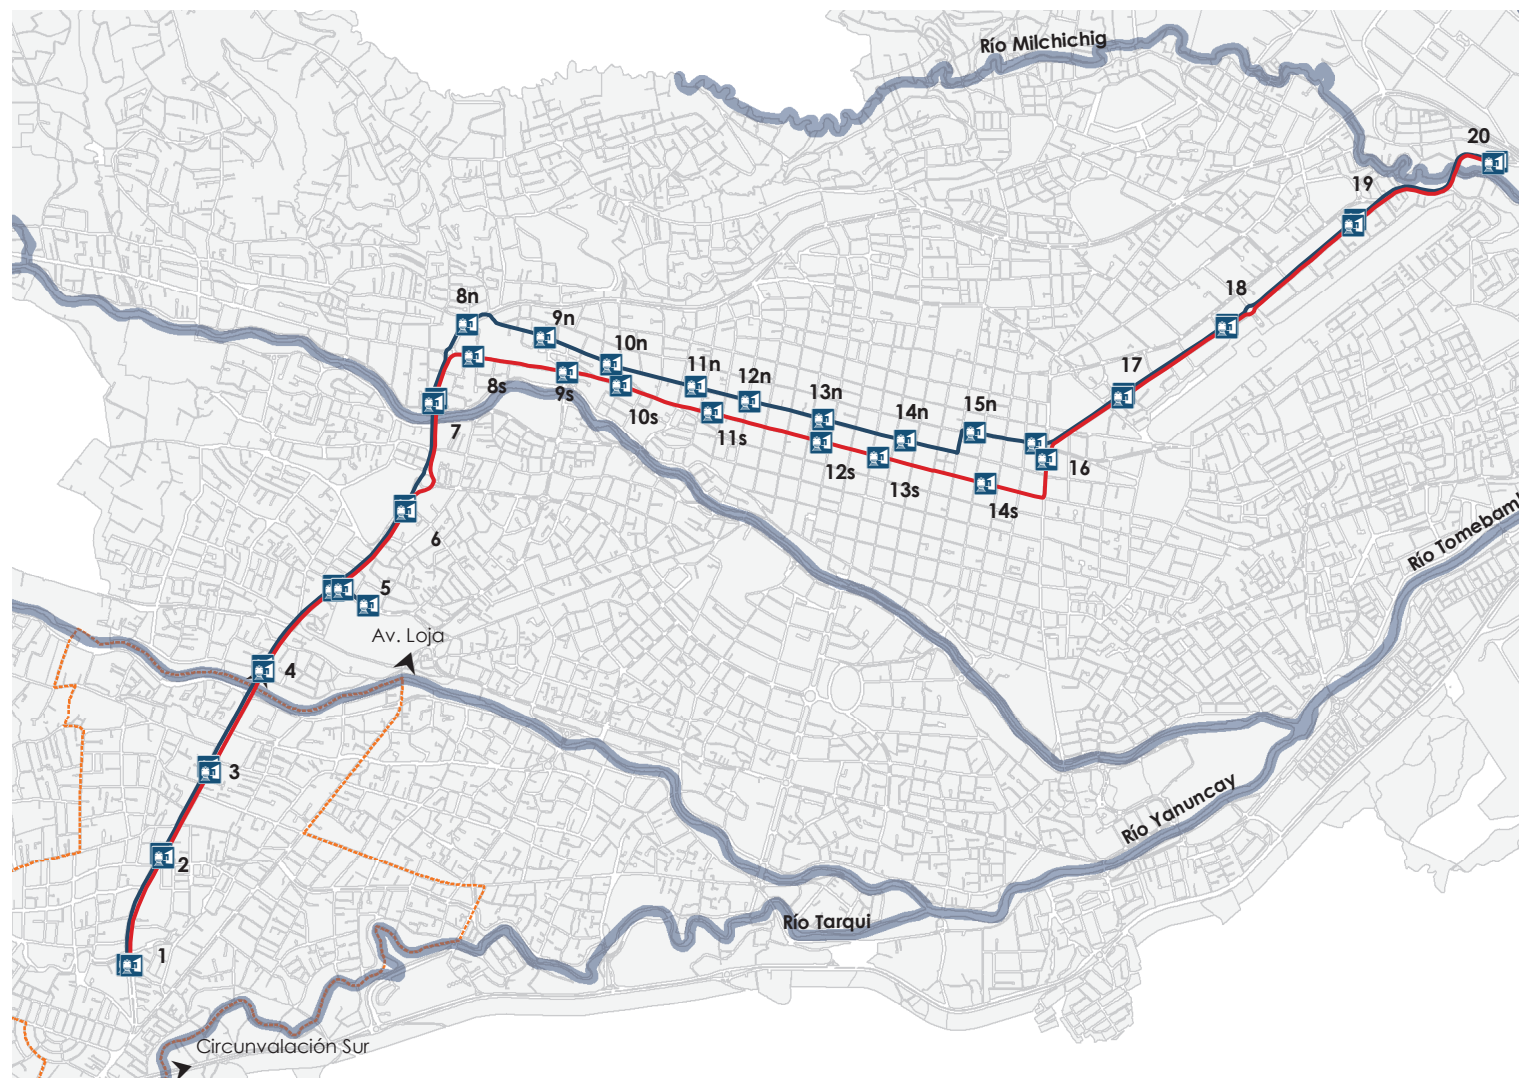 Río Milchichig
20
19
18
8n
9n
10n
11n
12n
13n
14n
15n
17
8s
9s
10s
11s
12s
13s
14s
16
7
6
5
Av. Loja
4
3
2
1
Río Tomebamb
Río Yanuncay
Río Tarqui
Circunvalación Sur